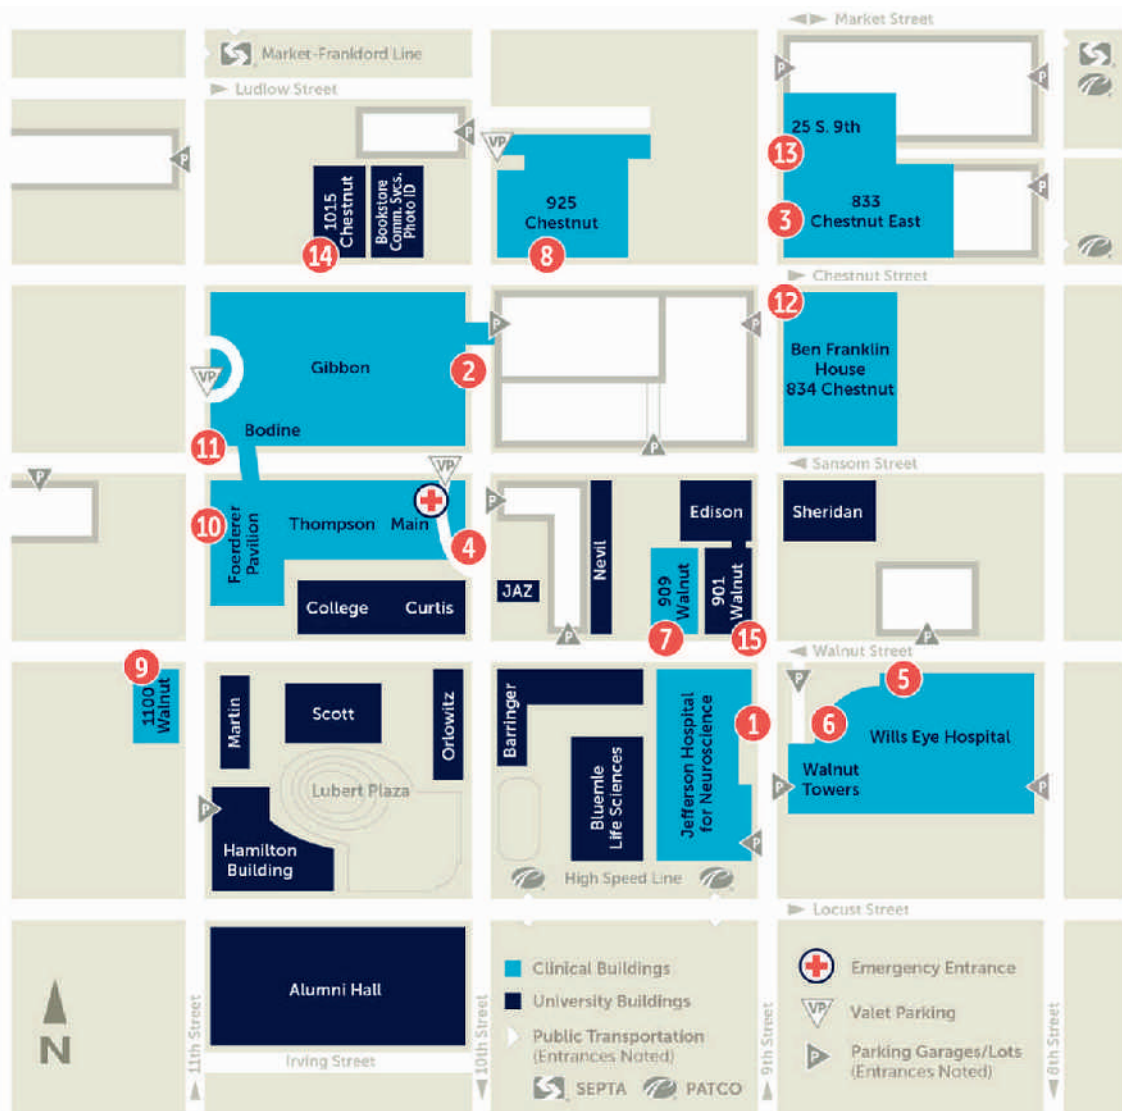 Market Street
Market-Frankford Line
Ludlow Street
P
P
P
P
VP
25 S. 9th
13
1015
Chestnut
Bookstore
Comm. Svcs.
Photo ID
14
925
Chestnut
8
833
Chestnut East
3
P
Chestnut Street
12
Gibbon
VP
2
P
P
Ben Franklin
House
834 Chestnut
Bodine
11
P
Sansom Street
P
VP
10
Foerderer
Pavilion
Thompson
Main
4
P
Nevil
Edison
Sheridan
College
Curtis
JAZ
P
909
Walnut
7
901
Walnut
15
P
Walnut Street
9
1100
Walnut
Martin
Scott
Orlowitz
Barringer
Jefferson Hospital
for Neuroscience
1
P
5
6
Wills Eye Hospital
Walnut
Towers
P
P
Lubert Plaza
P
Hamilton
Building
Bluemle
Life Sciences
P
High Speed Line
Locust Street
Alumni Hall
Irving Street
N
11th Street
10th Street
9th Street
8th Street
Clinical Buildings
University Buildings
Public Transportation
(Entrances Noted)
SEPTA
PATCO
Emergency Entrance
VP
Valet Parking
P
Parking Garages/Lots
(Entrances Noted)